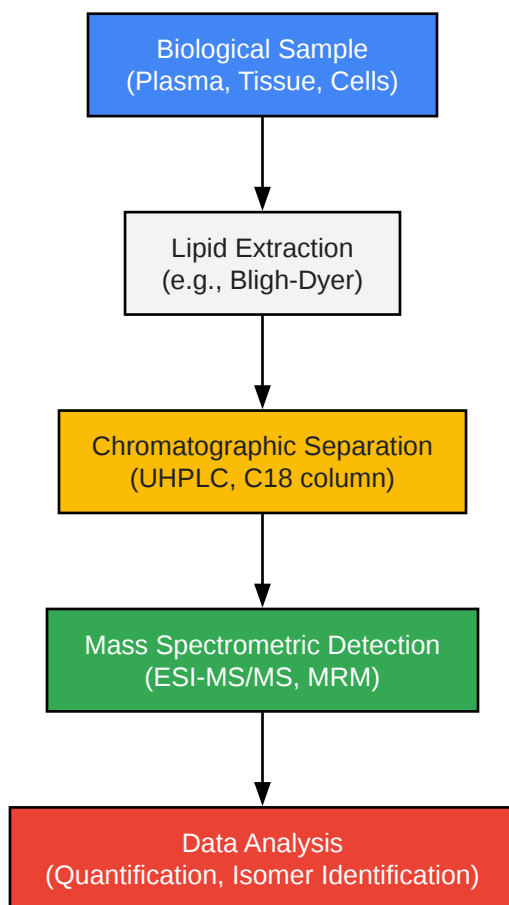 Biological Sample
(Plasma, Tissue, Cells)
Lipid Extraction
(e.g., Bligh-Dyer)
Chromatographic Separation
(UHPLC, C18 column)
Mass Spectrometric Detection
(ESI-MS/MS, MRM)
Data Analysis
(Quantification, Isomer Identification)